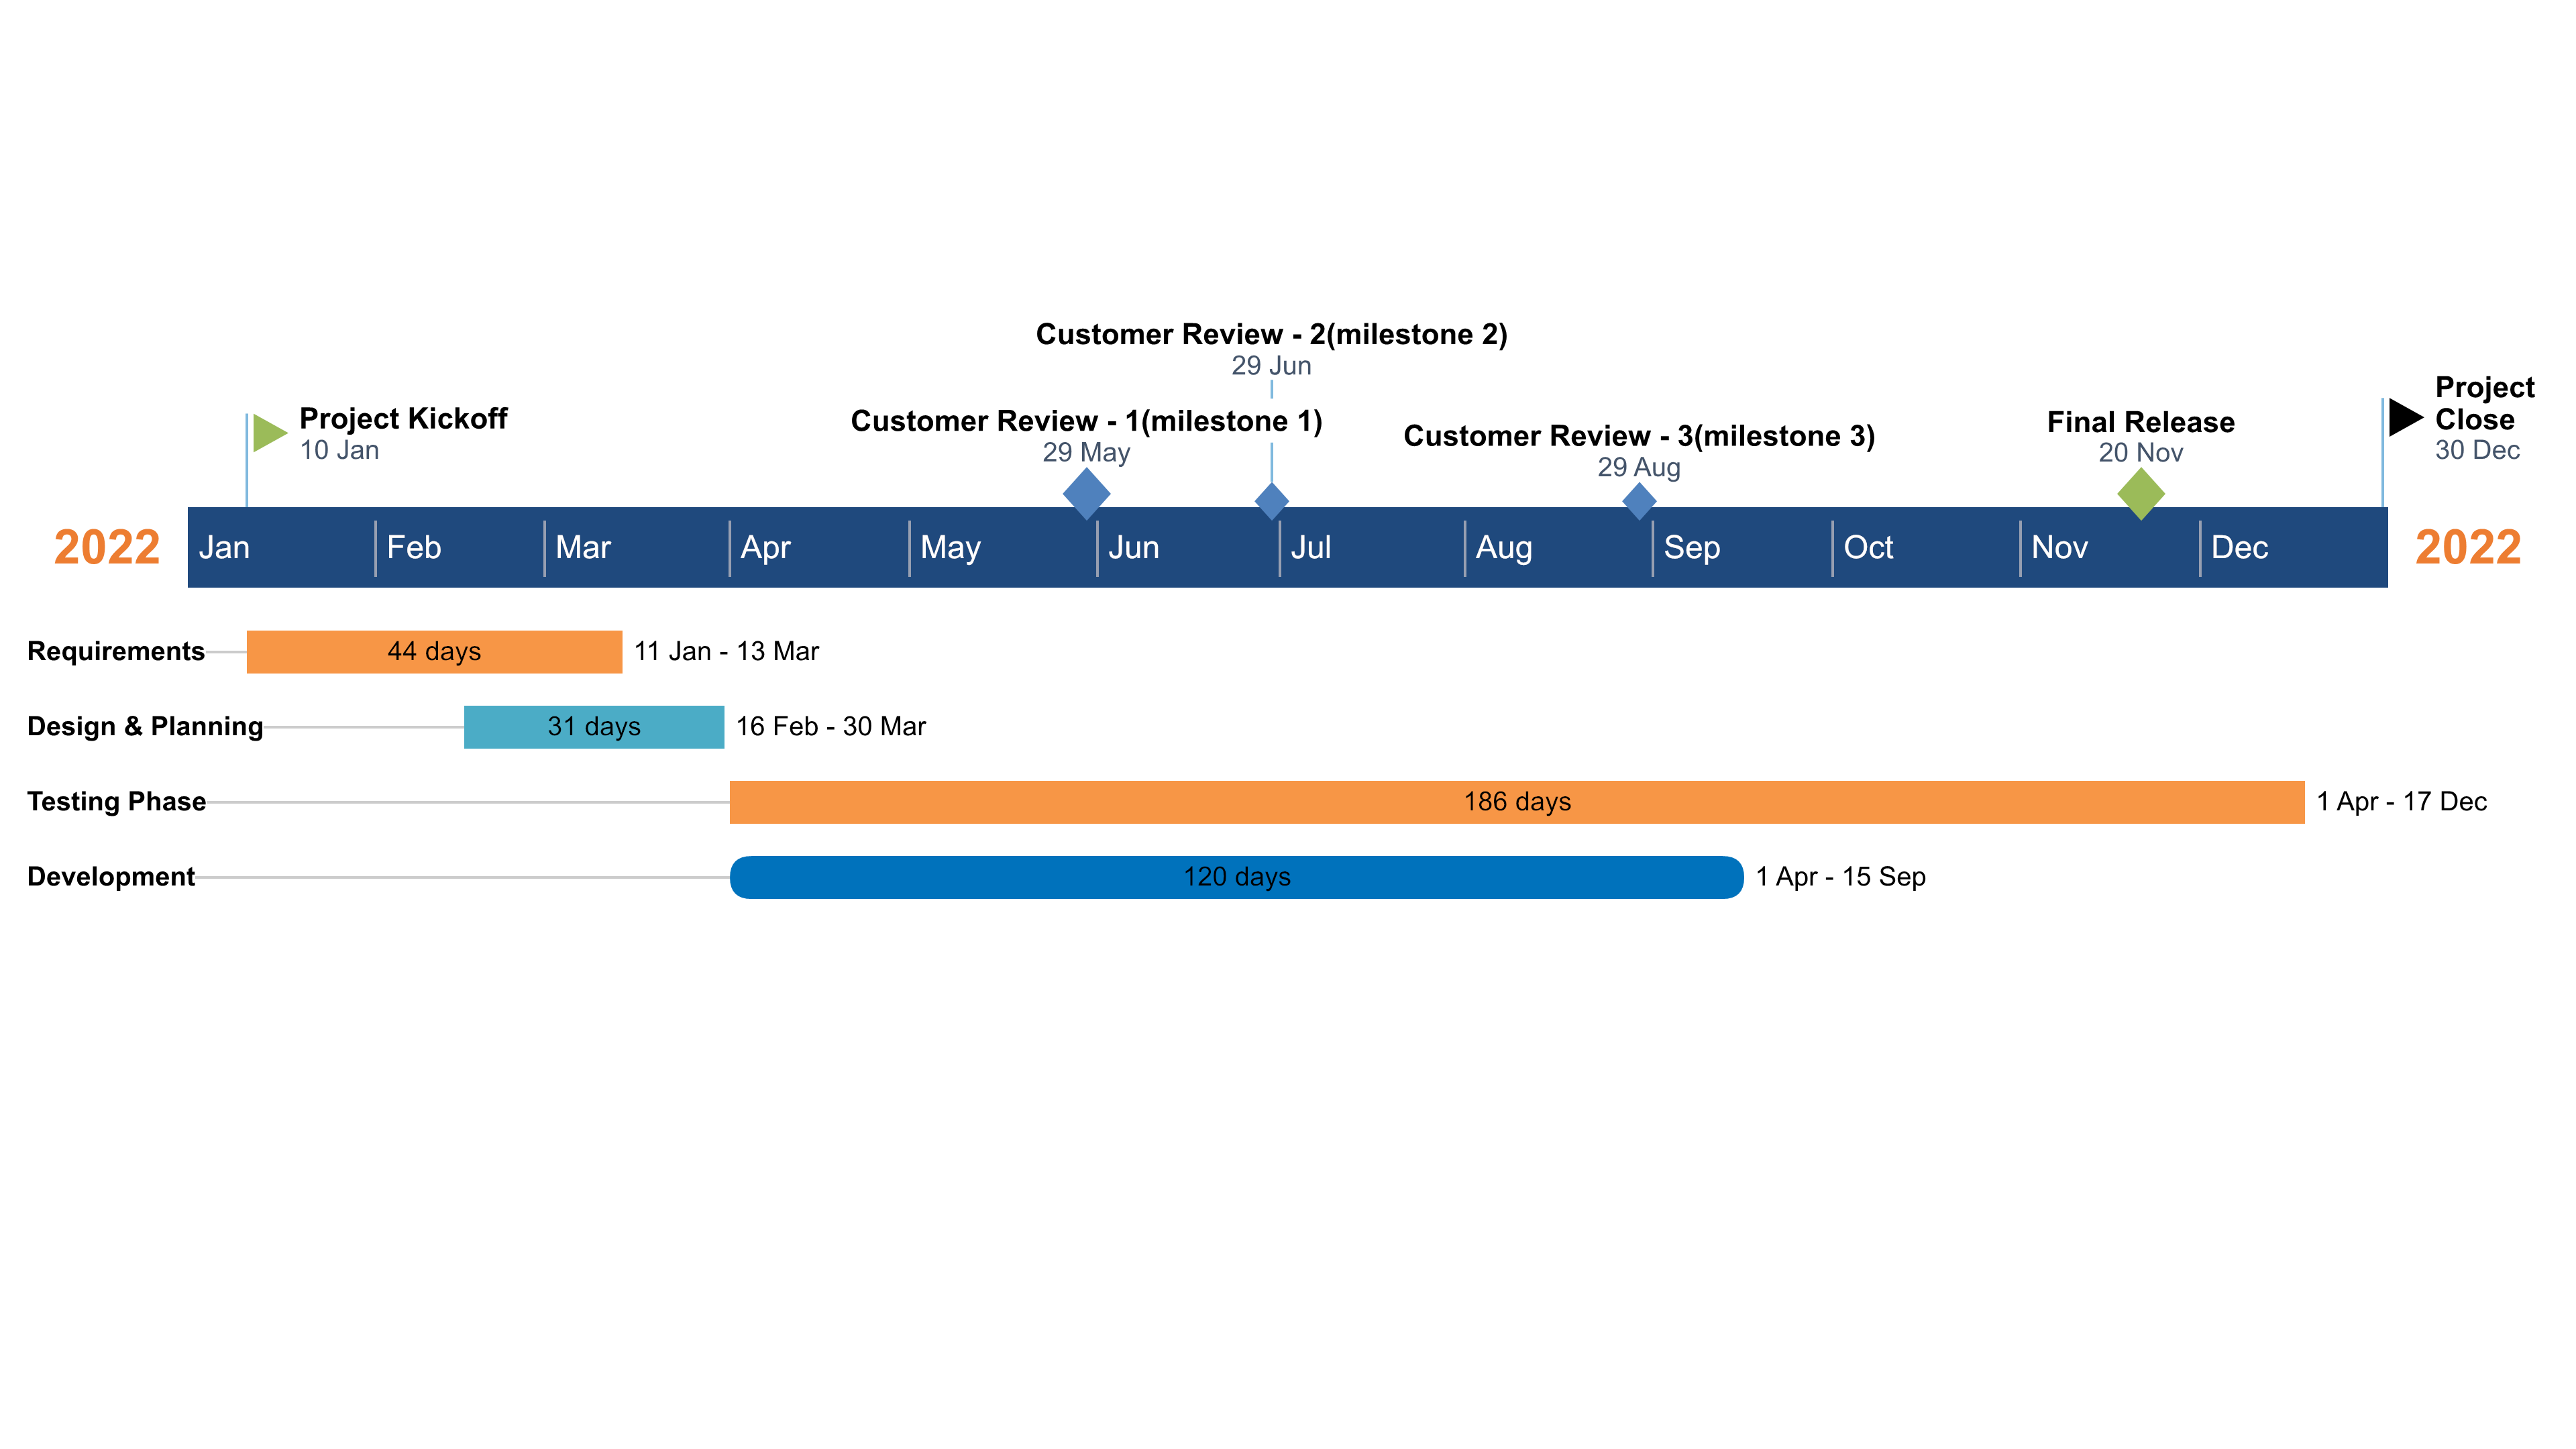 Customer Review - 2(milestone 2)
29 Jun
Project
Close
30 Dec
Project Kickoff
10 Jan
Customer Review - 1(milestone 1)
29 May
Customer Review - 3(milestone 3)
29 Aug
Final Release
20 Nov
2022 Jan Feb Mar Apr May Jun Jul Aug Sep Oct Nov Dec 2022
Requirements 44 days 11 Jan - 13 Mar
Design & Planning 31 days 16 Feb - 30 Mar
Testing Phase 186 days 1 Apr - 17 Dec
Development 120 days 1 Apr - 15 Sep